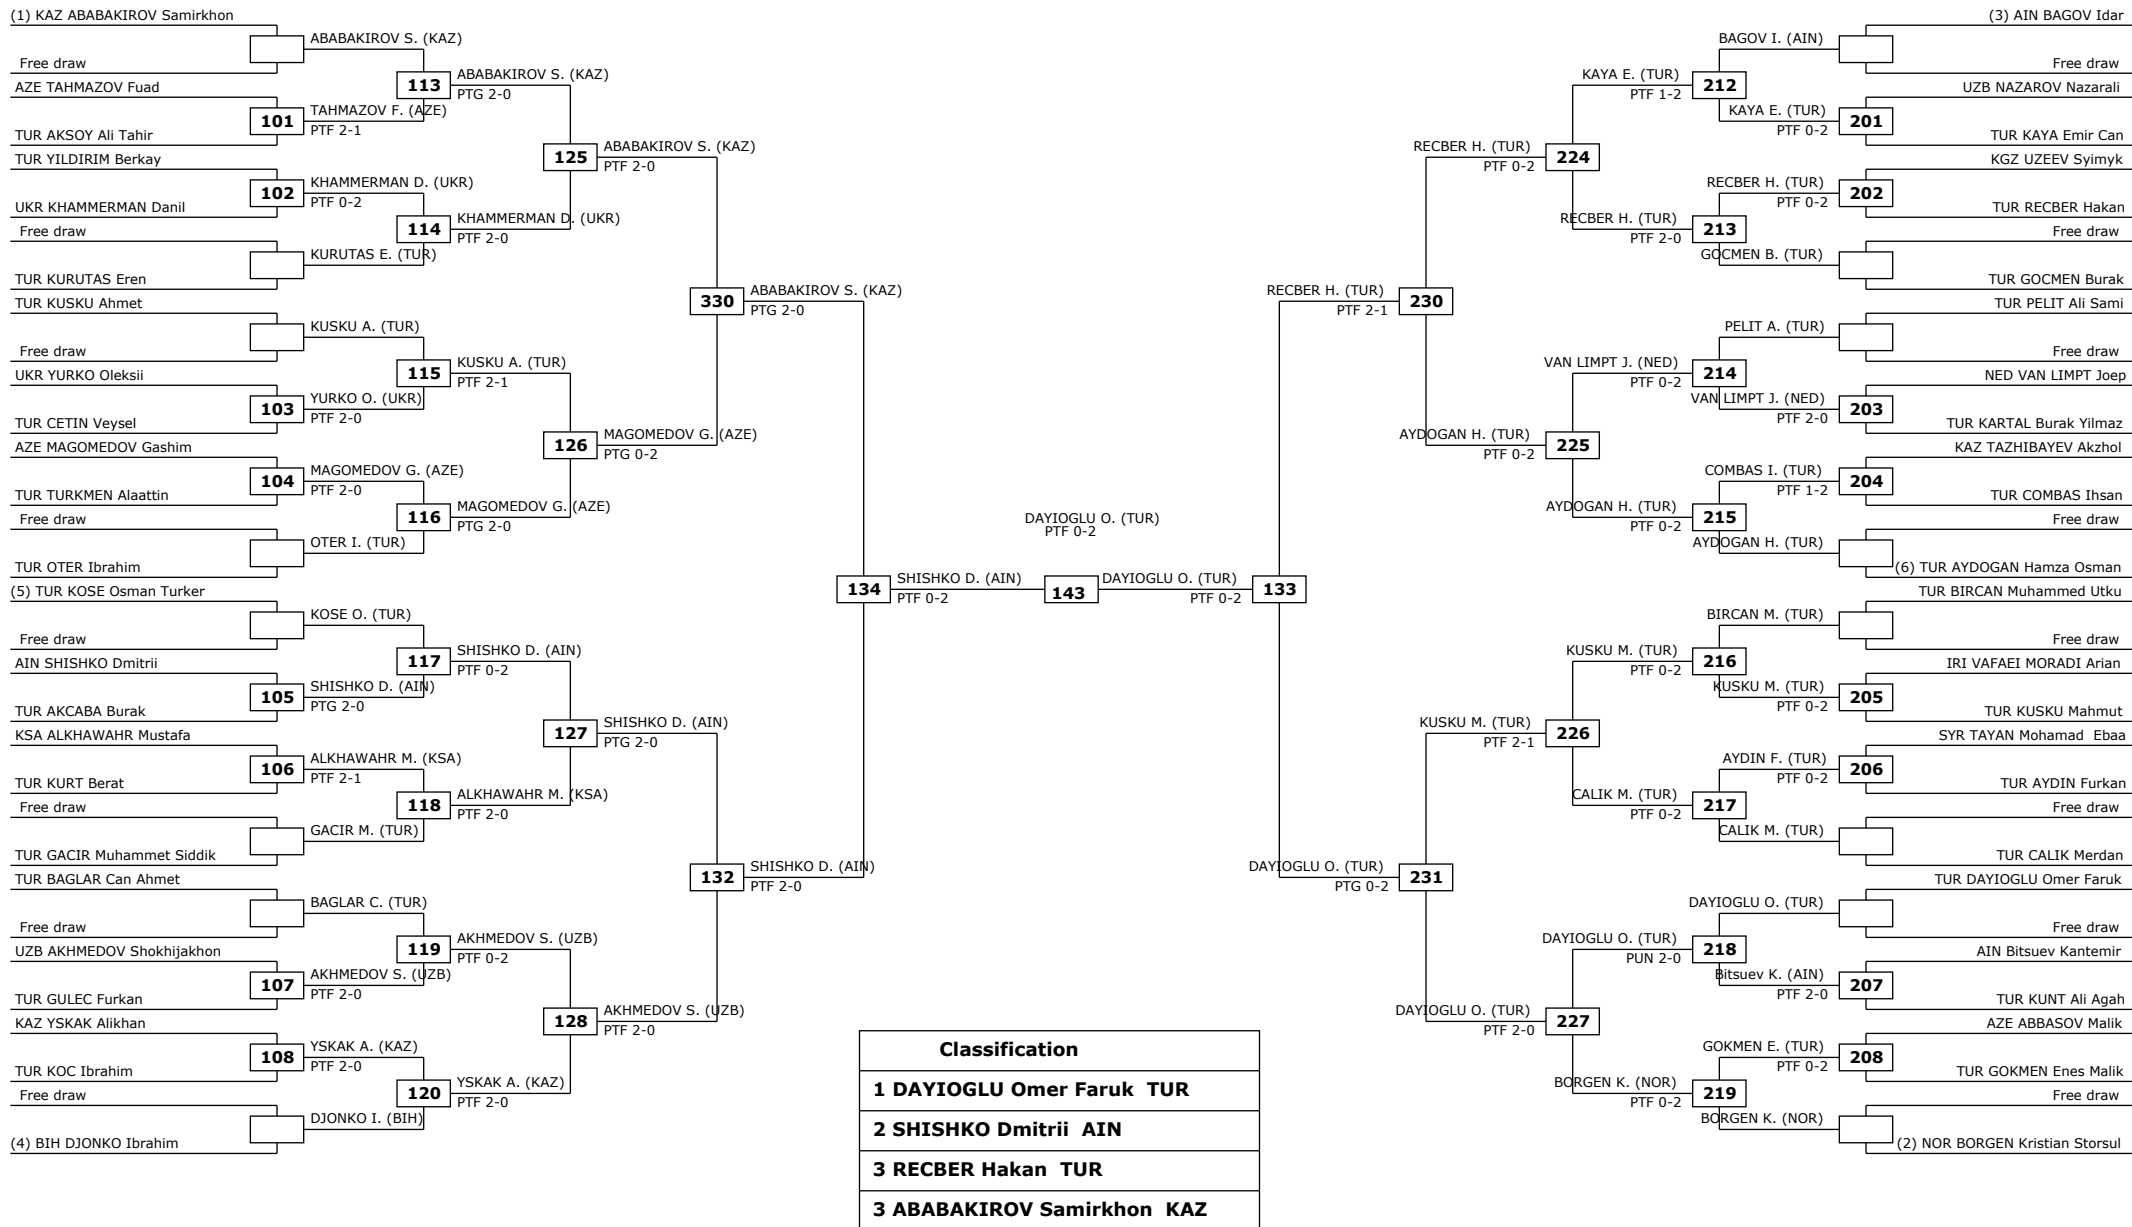 (1) KAZ ABABAKIROV Samirkhon
Free draw
AZE TAHMAZOV Fuad
TUR AKSOY Ali Tahir
TUR YILDIRIM Berkay
UKR KHAMMERMAN Danil
Free draw
TUR KURUTAS Eren
TUR KUSKU Ahmet
Free draw
UKR YURKO Oleksii
TUR CETIN Veysel
AZE MAGOMEDOV Gashim
TUR TURKMEN Alaattin
Free draw
TUR OTER Ibrahim
(5) TUR KOSE Osman Turker
Free draw
AIN SHISHKO Dmitrii
TUR AKCABA Burak
KSA ALKHAWAHR Mustafa
TUR KURT Berat
Free draw
TUR GACIR Muhammet Siddik
TUR BAGLAR Can Ahmet
Free draw
UZB AKHMEDOV Shokhijakhon
TUR GULEC Furkan
KAZ YSKAK Alikhan
TUR KOC Ibrahim
Free draw
(4) BIH DJONKO Ibrahim
ABABAKIROV S. (KAZ)
101
TAHMAZOV F. (AZE)
PTF 2-1
102
KHAMMERMAN D. (UKR)
PTF 0-2
KURUTAS E. (TUR)
KUSKU A. (TUR)
103
YURKO O. (UKR)
PTF 2-0
104
MAGOMEDOV G. (AZE)
PTF 2-0
OTER I. (TUR)
KOSE O. (TUR)
105
SHISHKO D. (AIN)
PTG 2-0
106
ALKHAWAHR M. (KSA)
PTF 2-1
GACIR M. (TUR)
BAGLAR C. (TUR)
107
AKHMEDOV S. (UZB)
PTF 2-0
108
YSKAK A. (KAZ)
PTF 2-0
DJONKO I. (BIH)
113
ABABAKIROV S. (KAZ)
PTG 2-0
114
KHAMMERMAN D. (UKR)
PTF 2-0
115
KUSKU A. (TUR)
PTF 2-1
116
MAGOMEDOV G. (AZE)
PTG 2-0
117
SHISHKO D. (AIN)
PTF 0-2
118
ALKHAWAHR M. (KSA)
PTF 2-0
119
AKHMEDOV S. (UZB)
PTF 0-2
120
YSKAK A. (KAZ)
PTF 2-0
125
ABABAKIROV S. (KAZ)
PTF 2-0
126
MAGOMEDOV G. (AZE)
PTG 0-2
127
SHISHKO D. (AIN)
PTG 2-0
128
AKHMEDOV S. (UZB)
PTF 2-0
330
ABABAKIROV S. (KAZ)
PTG 2-0
132
SHISHKO D. (AIN)
PTF 2-0
134
SHISHKO D. (AIN)
PTF 0-2
DAYIOGLU O. (TUR)
PTF 0-2
143
DAYIOGLU O. (TUR)
PTF 0-2
133
RECBER H. (TUR)
PTF 2-1
230
DAYIOGLU O. (TUR)
PTG 0-2
231
RECBER H. (TUR)
PTF 0-2
224
AYDOGAN H. (TUR)
PTF 0-2
225
KUSKU M. (TUR)
PTF 2-1
226
DAYIOGLU O. (TUR)
PTF 2-0
227
KAYA E. (TUR)
PTF 1-2
212
RECBER H. (TUR)
PTF 2-0
213
VAN LIMPT J. (NED)
PTF 0-2
214
AYDOGAN H. (TUR)
PTF 0-2
215
KUSKU M. (TUR)
PTF 0-2
216
CALIK M. (TUR)
PTF 0-2
217
DAYIOGLU O. (TUR)
PUN 2-0
218
BORGEN K. (NOR)
PTF 0-2
219
BAGOV I. (AIN)
KAYA E. (TUR)
PTF 0-2
201
RECBER H. (TUR)
PTF 0-2
202
GOCMEN B. (TUR)
PELIT A. (TUR)
VAN LIMPT J. (NED)
PTF 2-0
203
COMBAS I. (TUR)
PTF 1-2
204
AYDOGAN H. (TUR)
BIRCAN M. (TUR)
KUSKU M. (TUR)
PTF 0-2
205
AYDIN F. (TUR)
PTF 0-2
206
CALIK M. (TUR)
DAYIOGLU O. (TUR)
Bitsuev K. (AIN)
PTF 2-0
207
GOKMEN E. (TUR)
PTF 0-2
208
BORGEN K. (NOR)
(3) AIN BAGOV Idar
Free draw
UZB NAZAROV Nazarali
TUR KAYA Emir Can
KGZ UZEEV Syimyk
TUR RECBER Hakan
Free draw
TUR GOCMEN Burak
TUR PELIT Ali Sami
Free draw
NED VAN LIMPT Joep
TUR KARTAL Burak Yilmaz
KAZ TAZHIBAYEV Akzhol
TUR COMBAS Ihsan
Free draw
(6) TUR AYDOGAN Hamza Osman
TUR BIRCAN Muhammed Utku
Free draw
IRI VAFAEI MORADI Arian
TUR KUSKU Mahmut
SYR TAYAN Mohamad  Ebaa
TUR AYDIN Furkan
Free draw
TUR CALIK Merdan
TUR DAYIOGLU Omer Faruk
Free draw
AIN Bitsuev Kantemir
TUR KUNT Ali Agah
AZE ABBASOV Malik
TUR GOKMEN Enes Malik
Free draw
(2) NOR BORGEN Kristian Storsul
Classification
1 DAYIOGLU Omer Faruk  TUR
2 SHISHKO Dmitrii  AIN
3 RECBER Hakan  TUR
3 ABABAKIROV Samirkhon  KAZ